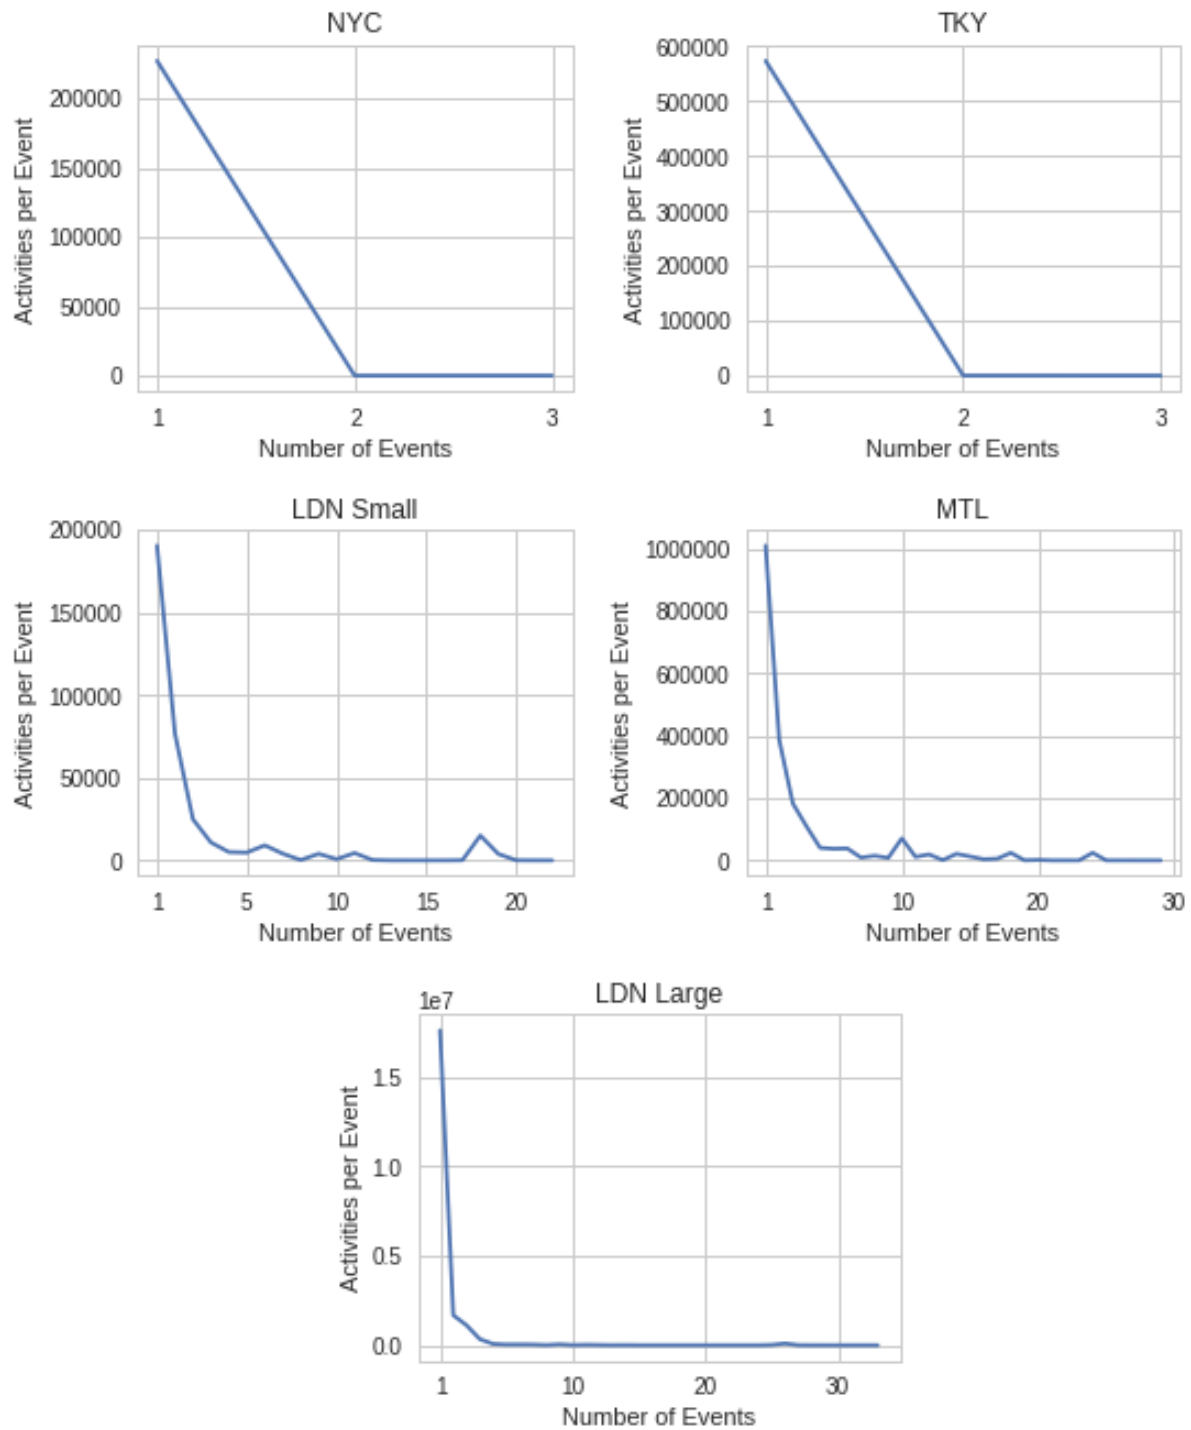 NYC
Activities per Event
200000
150000
100000
50000
0
1 2 3
Number of Events
TKY
Activities per Event
600000
500000
400000
300000
200000
100000
0
1 2 3
Number of Events
LDN Small
Activities per Event
200000
150000
100000
50000
0
1 5 10 15 20
Number of Events
MTL
Activities per Event
1000000
800000
600000
400000
200000
0
1 10 20 30
Number of Events
LDN Large
1e7
Activities per Event
1.5
1.0
0.5
0.0
1 10 20 30
Number of Events